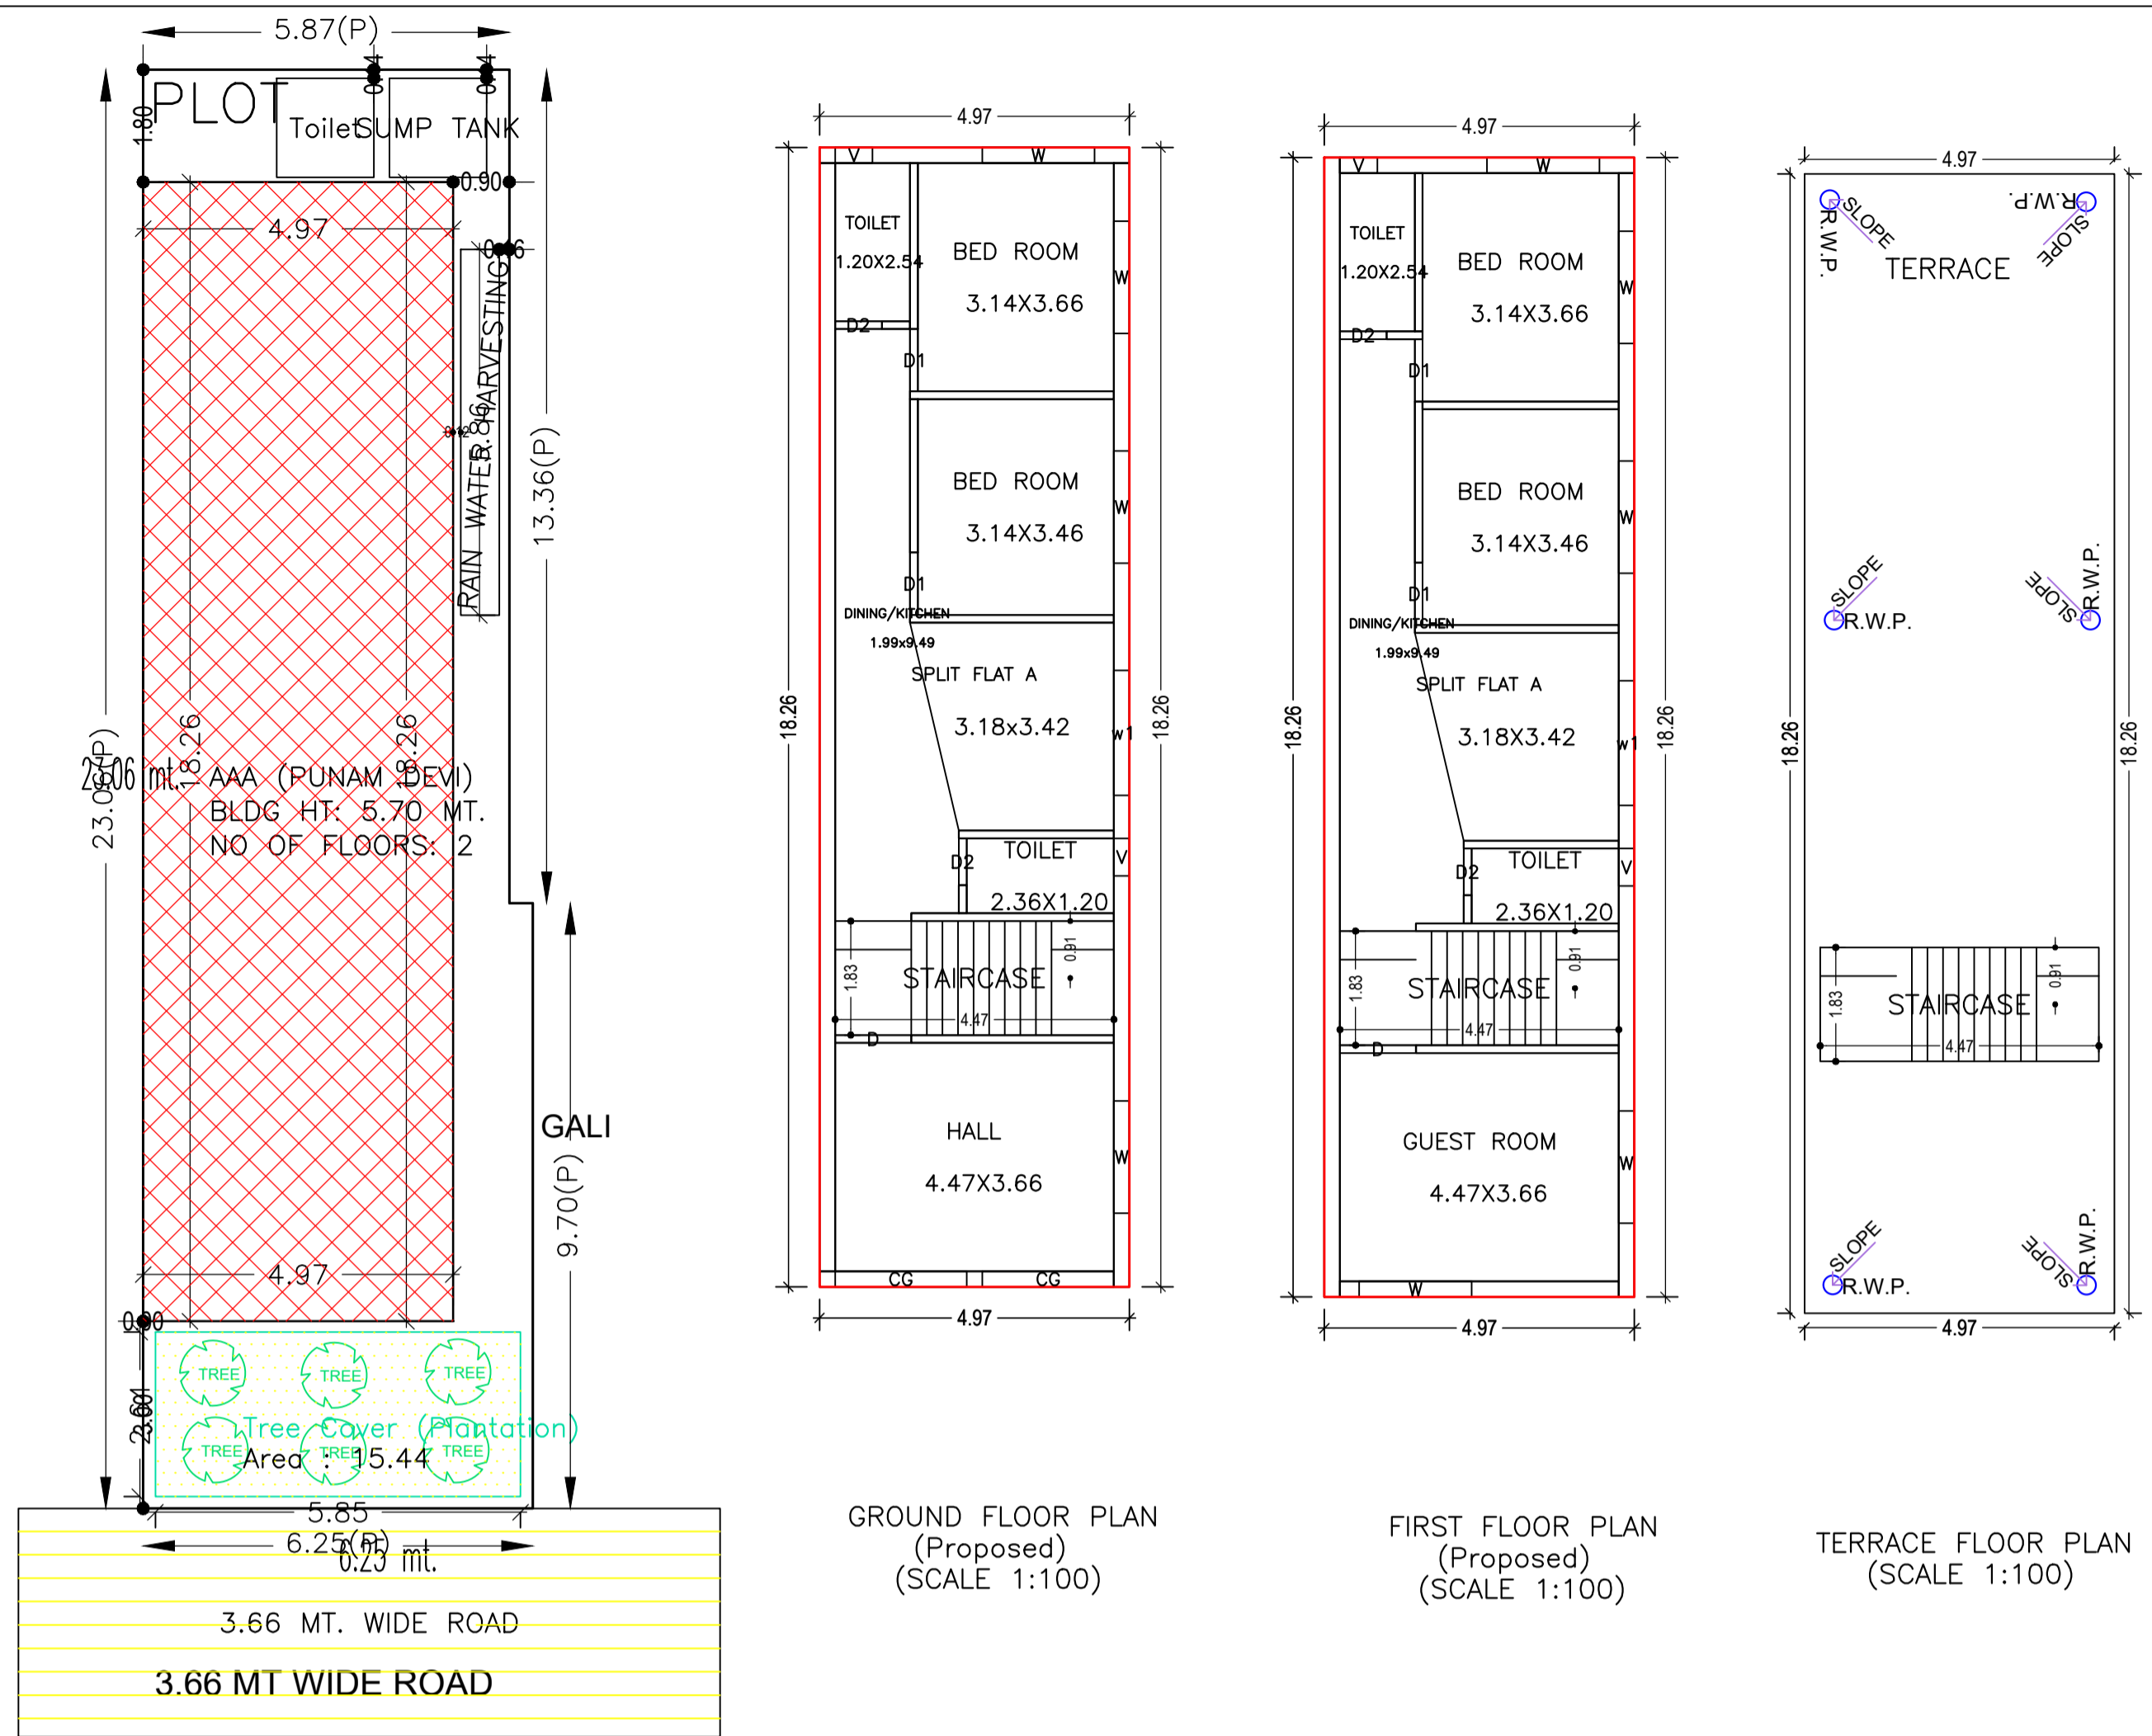 5.87(P)
PLOT
1.80
Toilet
SUMP TANK
0.90
4.97
RAIN WATER HARVESTING
5.86
0.12
13.36(P)
23.06(P)
18.26
18.26
AAA (PUNAM DEVI)
BLDG HT: 5.70 MT.
NO OF FLOORS: 2
GALI
9.70(P)
4.97
TREE
TREE
TREE
Tree Cover (Plantation)
TREE
TREE
TREE
Area : 15.44
5.85
6.25(P)
6.25 mt.
3.66 MT. WIDE ROAD
3.66 MT WIDE ROAD
4.97
V
W
TOILET
1.20X2.54
BED ROOM
3.14X3.66
W
D2
D1
BED ROOM
3.14X3.46
W
D1
DINING/KITCHEN
1.99x9.49
SPLIT FLAT A
3.18x3.42
w1
18.26
18.26
TOILET
D2
V
2.36X1.20
1.83
0.91
STAIRCASE
4.47
D
HALL
4.47X3.66
W
CG
CG
4.97
GROUND FLOOR PLAN
(Proposed)
(SCALE 1:100)
4.97
V
W
TOILET
1.20X2.54
BED ROOM
3.14X3.66
W
D2
D1
BED ROOM
3.14X3.46
W
D1
DINING/KITCHEN
1.99x9.49
SPLIT FLAT A
3.18X3.42
w1
18.26
18.26
TOILET
D2
V
2.36X1.20
1.83
0.91
STAIRCASE
4.47
D
GUEST ROOM
4.47X3.66
W
W
4.97
FIRST FLOOR PLAN
(Proposed)
(SCALE 1:100)
4.97
R.W.P.
SLOPE
R.W.P.
SLOPE
TERRACE
SLOPE
R.W.P.
SLOPE
R.W.P.
18.26
18.26
1.83
0.91
STAIRCASE
4.47
SLOPE
R.W.P.
SLOPE
R.W.P.
4.97
TERRACE FLOOR PLAN
(SCALE 1:100)